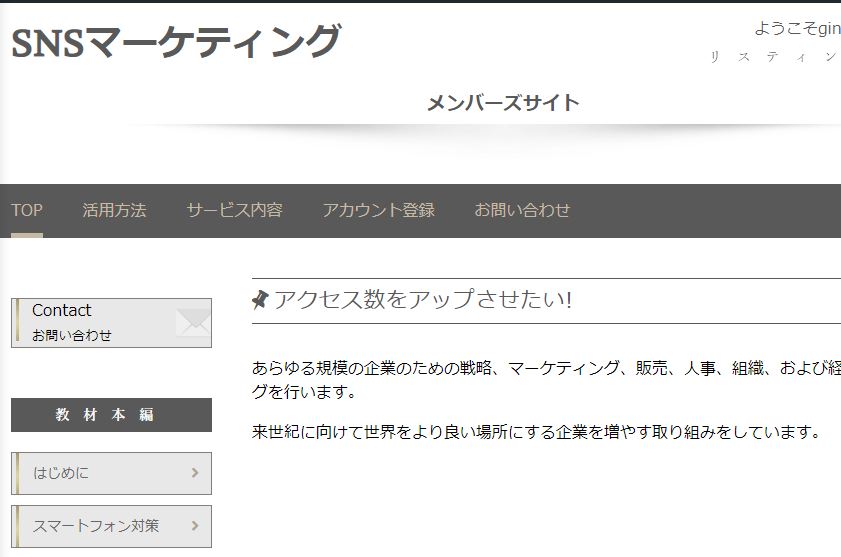 SNSマーケティング
ようこそgin
リスティン
メンバーズサイト
TOP 活用方法 サービス内容 アカウント登録 お問い合わせ
Contact
お問い合わせ
アクセス数をアップさせたい!
あらゆる規模の企業のための戦略、マーケティング、販売、人事、組織、および経
グを行います。
来世紀に向けて世界をより良い場所にする企業を増やす取り組みをしています。
教材本編
はじめに
スマートフォン対策